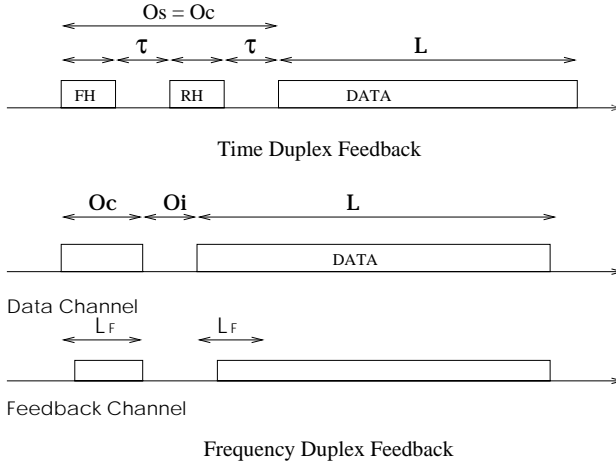 Os = Oc
τ τ L
FH RH DATA
Time Duplex Feedback
Oc Oi L
DATA
Data Channel
LF LF
Feedback Channel
Frequency Duplex Feedback